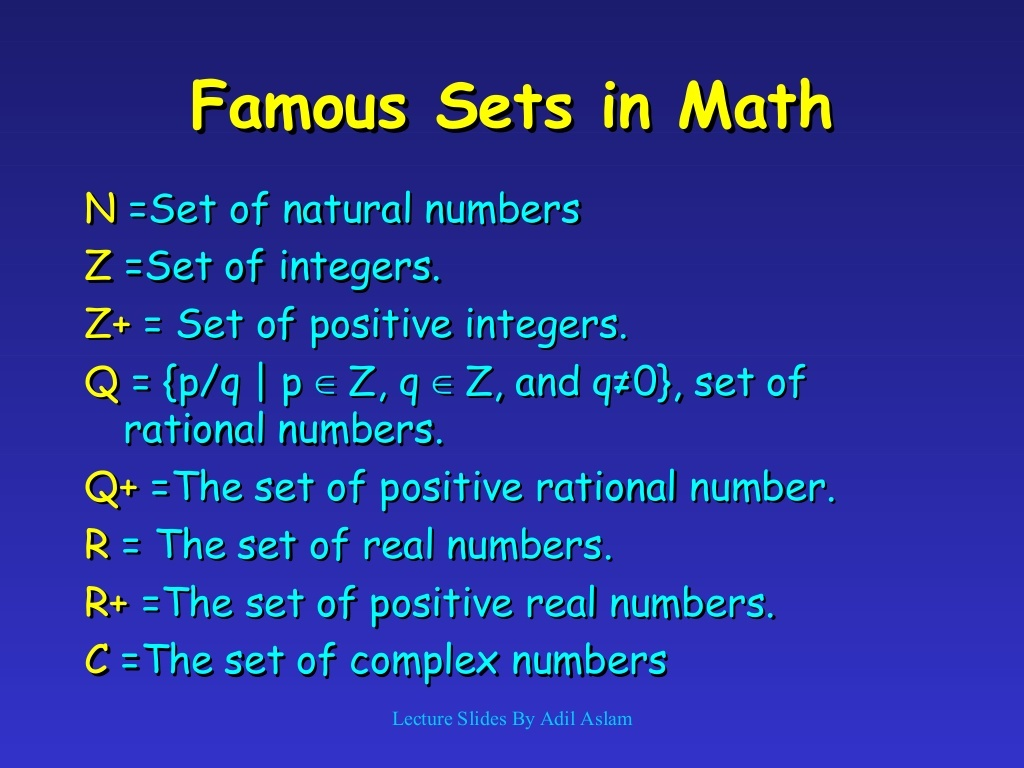 Famous Sets in Math
N =Set of natural numbers
Z =Set of integers.
Z+ = Set of positive integers.
Q = {p/q | p ∈ Z, q ∈ Z, and q≠0}, set of
rational numbers.
Q+ =The set of positive rational number.
R = The set of real numbers.
R+ =The set of positive real numbers.
C =The set of complex numbers
Lecture Slides By Adil Aslam